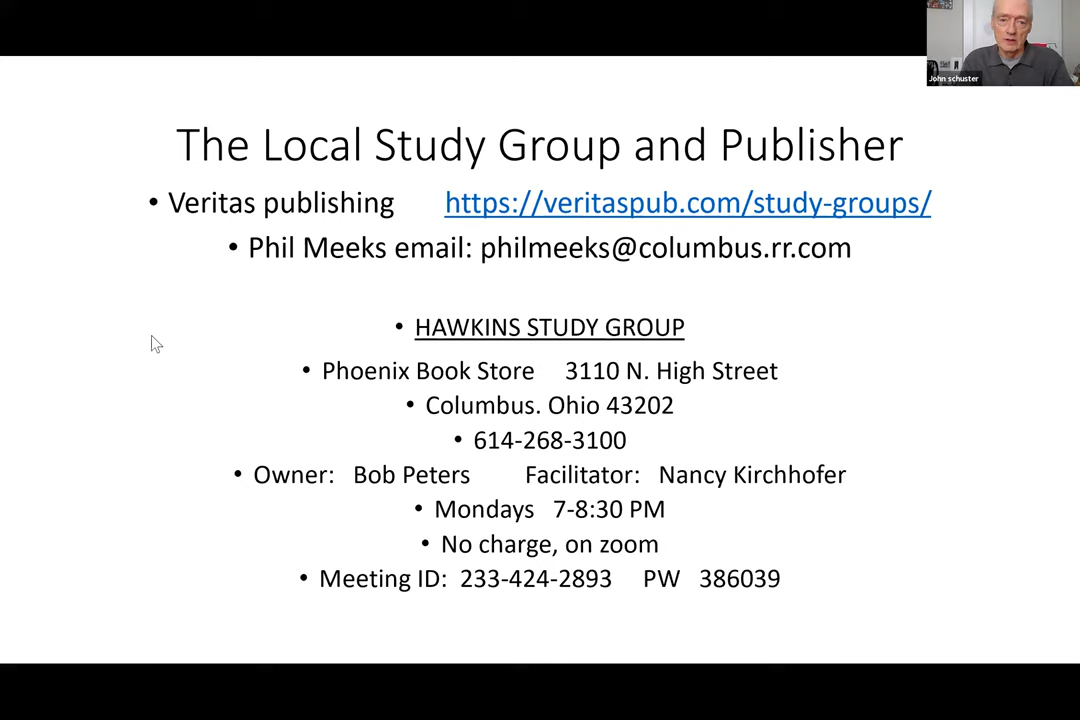 John schuster
The Local Study Group and Publisher
• Veritas publishing https://veritaspub.com/study-groups/
• Phil Meeks email: philmeeks@columbus.rr.com
• HAWKINS STUDY GROUP
• Phoenix Book Store 3110 N. High Street
• Columbus. Ohio 43202
• 614-268-3100
• Owner: Bob Peters Facilitator: Nancy Kirchhofer
• Mondays 7-8:30 PM
• No charge, on zoom
• Meeting ID: 233-424-2893 PW 386039